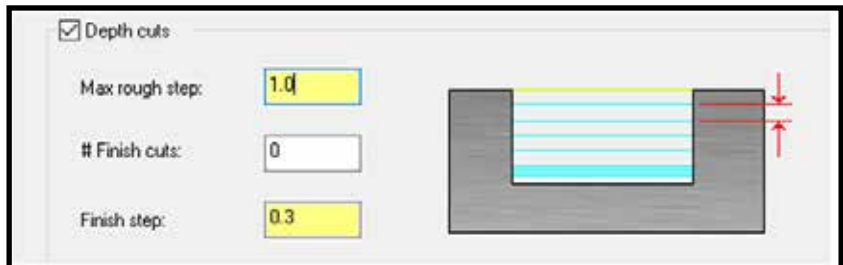 Depth cuts
Max rough step: 1.0
# Finish cuts: 0
Finish step: 0.3